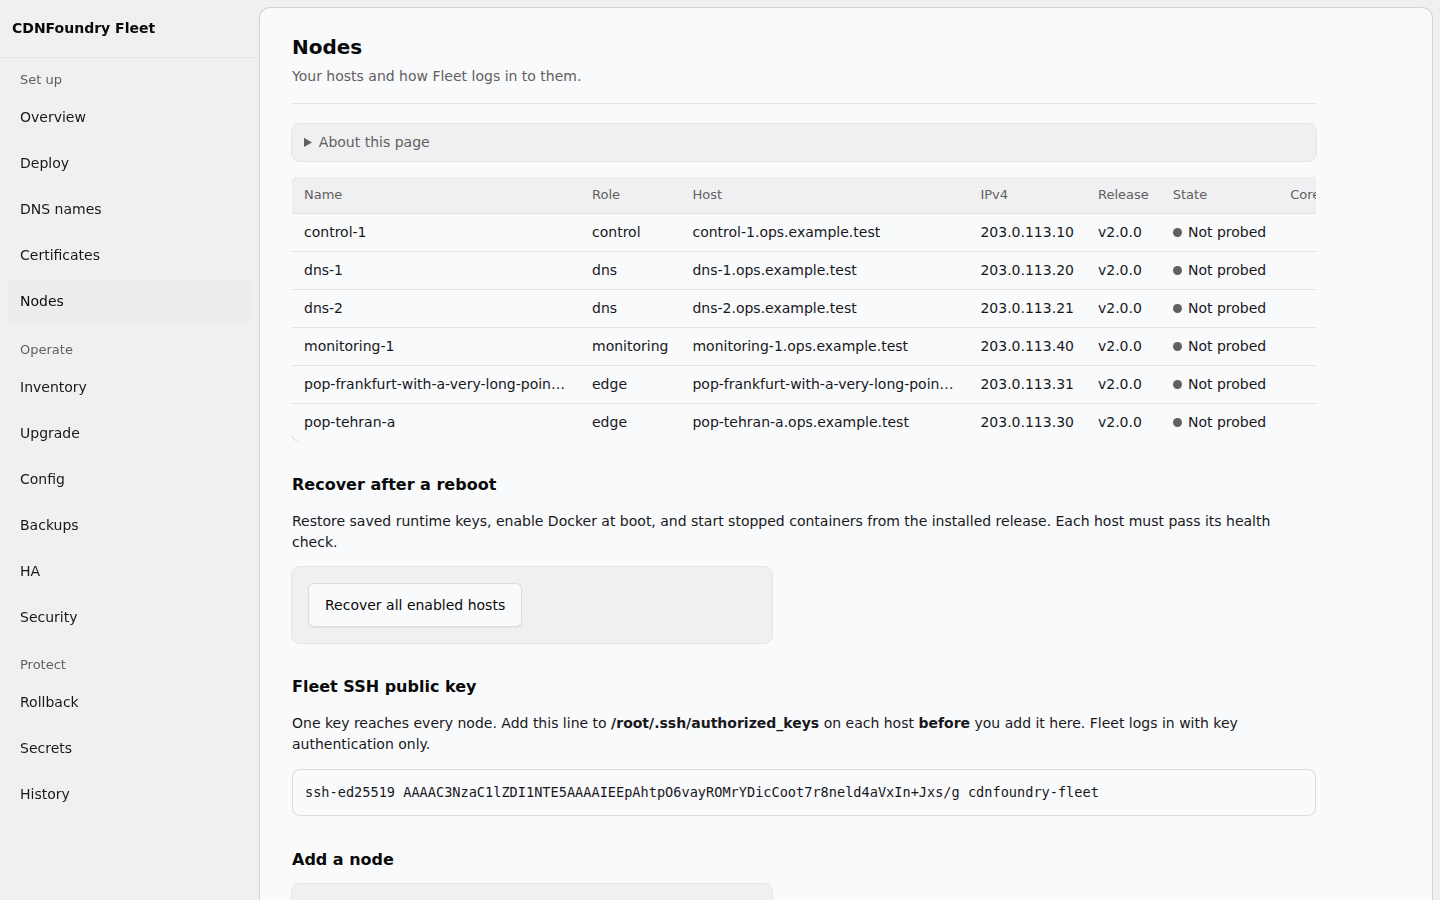 CDNFoundry Fleet
Set up
Overview
Deploy
DNS names
Certificates
Nodes
Operate
Inventory
Upgrade
Config
Backups
HA
Security
Protect
Rollback
Secrets
History
Nodes
Your hosts and how Fleet logs in to them.
About this page
Name Role Host IPv4 Release State Core
control-1 control control-1.ops.example.test 203.0.113.10 v2.0.0 Not probed
dns-1 dns dns-1.ops.example.test 203.0.113.20 v2.0.0 Not probed
dns-2 dns dns-2.ops.example.test 203.0.113.21 v2.0.0 Not probed
monitoring-1 monitoring monitoring-1.ops.example.test 203.0.113.40 v2.0.0 Not probed
pop-frankfurt-with-a-very-long-poin… edge pop-frankfurt-with-a-very-long-poin… 203.0.113.31 v2.0.0 Not probed
pop-tehran-a edge pop-tehran-a.ops.example.test 203.0.113.30 v2.0.0 Not probed
Recover after a reboot
Restore saved runtime keys, enable Docker at boot, and start stopped containers from the installed release. Each host must pass its health
check.
Recover all enabled hosts
Fleet SSH public key
One key reaches every node. Add this line to /root/.ssh/authorized_keys on each host before you add it here. Fleet logs in with key
authentication only.
ssh-ed25519 AAAAC3NzaC1lZDI1NTE5AAAAIEEpAhtpO6vayROMrYDicCoot7r8neld4aVxIn+Jxs/g cdnfoundry-fleet
Add a node